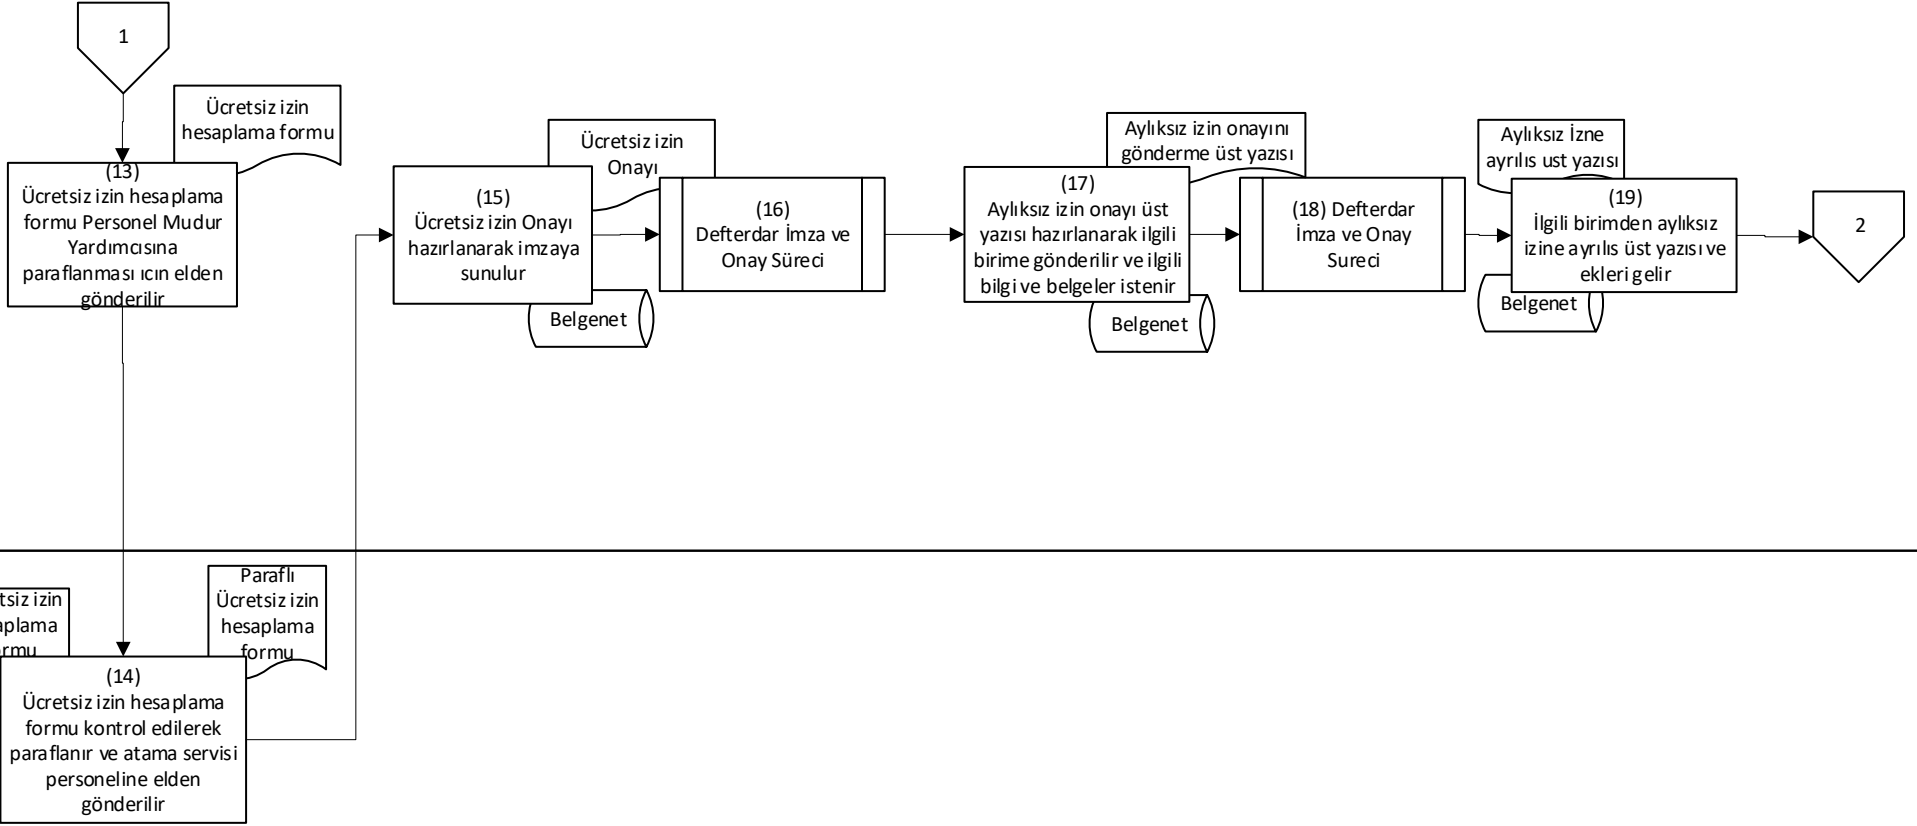 1
Ücretsiz izin
hesaplama formu
(13)
Ücretsiz izin hesaplama
formu Personel Mudur
Yardımcısına
paraflanması ıcın elden
gönderilir
Ücretsiz izin
Onayı
(15)
Ücretsiz izin Onayı
hazırlanarak imzaya
sunulur
Belgenet
(16)
Defterdar İmza ve
Onay Süreci
Aylıksız izin onayını
gönderme üst yazısı
(17)
Aylıksız izin onayı üst
yazısı hazırlanarak ilgili
birime gönderilir ve ilgili
bilgi ve belgeler istenir
Belgenet
(18) Defterdar
İmza ve Onay
Sureci
Aylıksız İzne
ayrılıs ust yazısı
(19)
İlgili birimden aylıksız
izine ayrılıs üst yazısı ve
ekleri gelir
Belgenet
2
tsiz izin
aplama
rmu
Paraflı
Ücretsiz izin
hesaplama
formu
(14)
Ücretsiz izin hesaplama
formu kontrol edilerek
paraflanır ve atama servisi
personeline elden
gönderilir